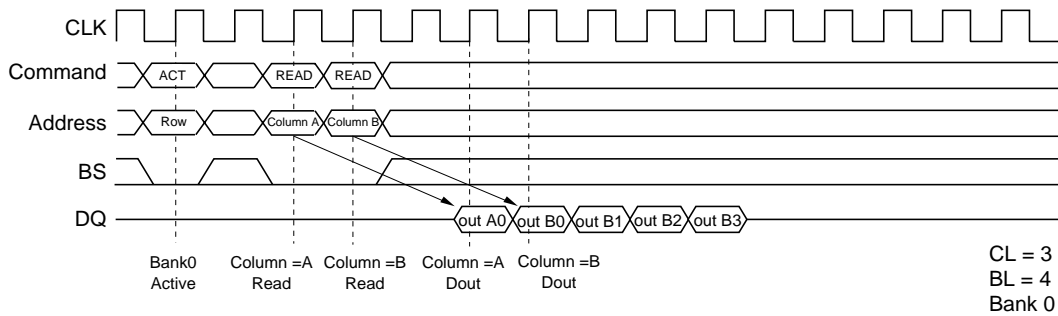 CLK
Command ACT READ READ
Address Row Column A Column B
BS
DQ out A0 out B0 out B1 out B2 out B3
Bank0 Column =A Column =B Column =A Column =B
Active Read Read Dout Dout
CL = 3
BL = 4
Bank 0